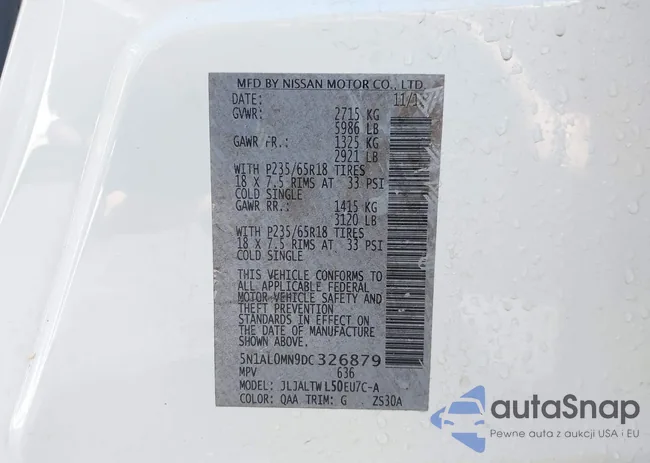 MFD BY NISSAN MOTOR CO., LTD.
DATE: 11/1
GVWR: 2715 KG
5986 LB
GAWR FR.: 1325 KG
2921 LB
WITH P235/65R18 TIRES
18 X 7.5 RIMS AT 33 PSI
COLD SINGLE
GAWR RR.: 1415 KG
3120 LB
WITH P235/65R18 TIRES
18 X 7.5 RIMS AT 33 PSI
COLD SINGLE
THIS VEHICLE CONFORMS TO
ALL APPLICABLE FEDERAL
MOTOR VEHICLE SAFETY AND
THEFT PREVENTION
STANDARDS IN EFFECT ON
THE DATE OF MANUFACTURE
SHOWN ABOVE.
5N1AL0MN9DC326879
MPV 636
MODEL: JLJALTWL50EU7C-A
COLOR: QAA TRIM: G ZS30A
autoSnap
Pewne auta z aukcji USA i EU